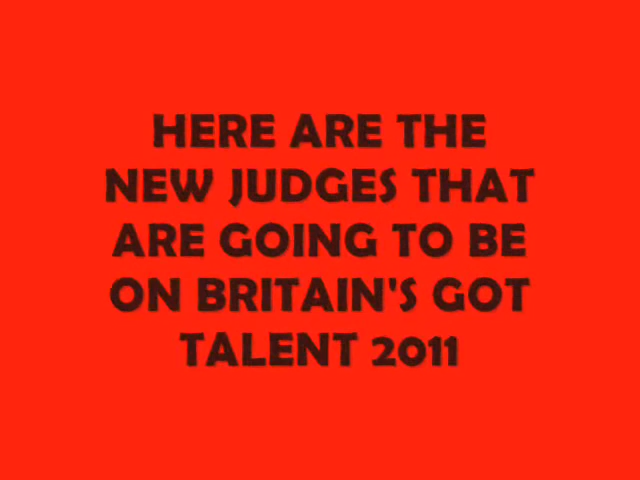 HERE ARE THE
NEW JUDGES THAT
ARE GOING TO BE
ON BRITAIN'S GOT
TALENT 2011